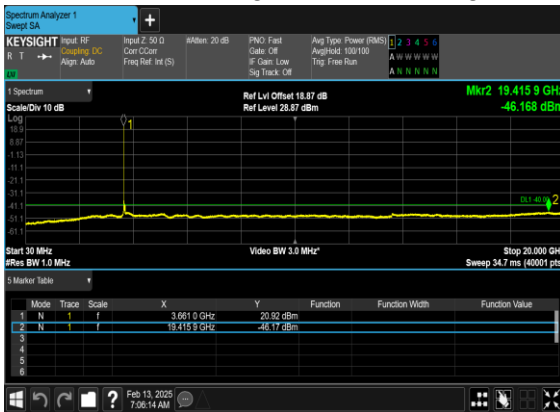 Spectrum Analyzer 1
Swept SA
+
KEYSIGHT Input: RF Input Z: 50 Ω #Atten: 20 dB PNO: Fast Avg Type: Power (RMS) 1 2 3 4 5 6
R T Coupling: DC Corr CCorr Gate: Off Avg|Hold: 100/100 A W W W W W
Align: Auto Freq Ref: Int (S) IF Gain: Low Trig: Free Run
Sig Track: Off A N N N N N
1 Spectrum Ref Lvl Offset 18.87 dB Mkr2 19.415 9 GHz
Scale/Div 10 dB Ref Level 28.87 dBm -46.168 dBm
Log
18.9
8.87
-1.13
-11.1
-21.1
-31.1
-41.1
-51.1
-61.1
1
DL1 -40.0
2
Start 30 MHz Video BW 3.0 MHz* Stop 20.000 GH
#Res BW 1.0 MHz Sweep 34.7 ms (40001 pts
5 Marker Table
Mode Trace Scale X Y Function Function Width Function Value
1 N 1 f 3.661 0 GHz 20.92 dBm
2 N 1 f 19.415 9 GHz -46.17 dBm
3
4
5
6
? Feb 13, 2025
7:06:14 AM